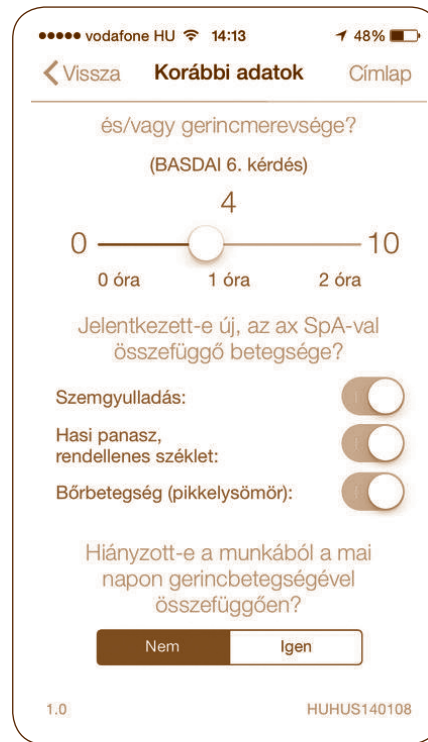 vodafone HU 14:13 48%
Vissza Korábbi adatok Címlap
és/vagy gerincmerevsége?
(BASDAI 6. kérdés)
4
0 10
0 óra 1 óra 2 óra
Jelentkezett-e új, az ax SpA-val
összefüggő betegsége?
Szemgyulladás:
Hasi panasz,
rendellenes széklet:
Bőrbetegség (pikkelysömör):
Hiányzott-e a munkából a mai
napon gerincbetegségével
összefüggően?
Nem Igen
1.0 HUHUS140108